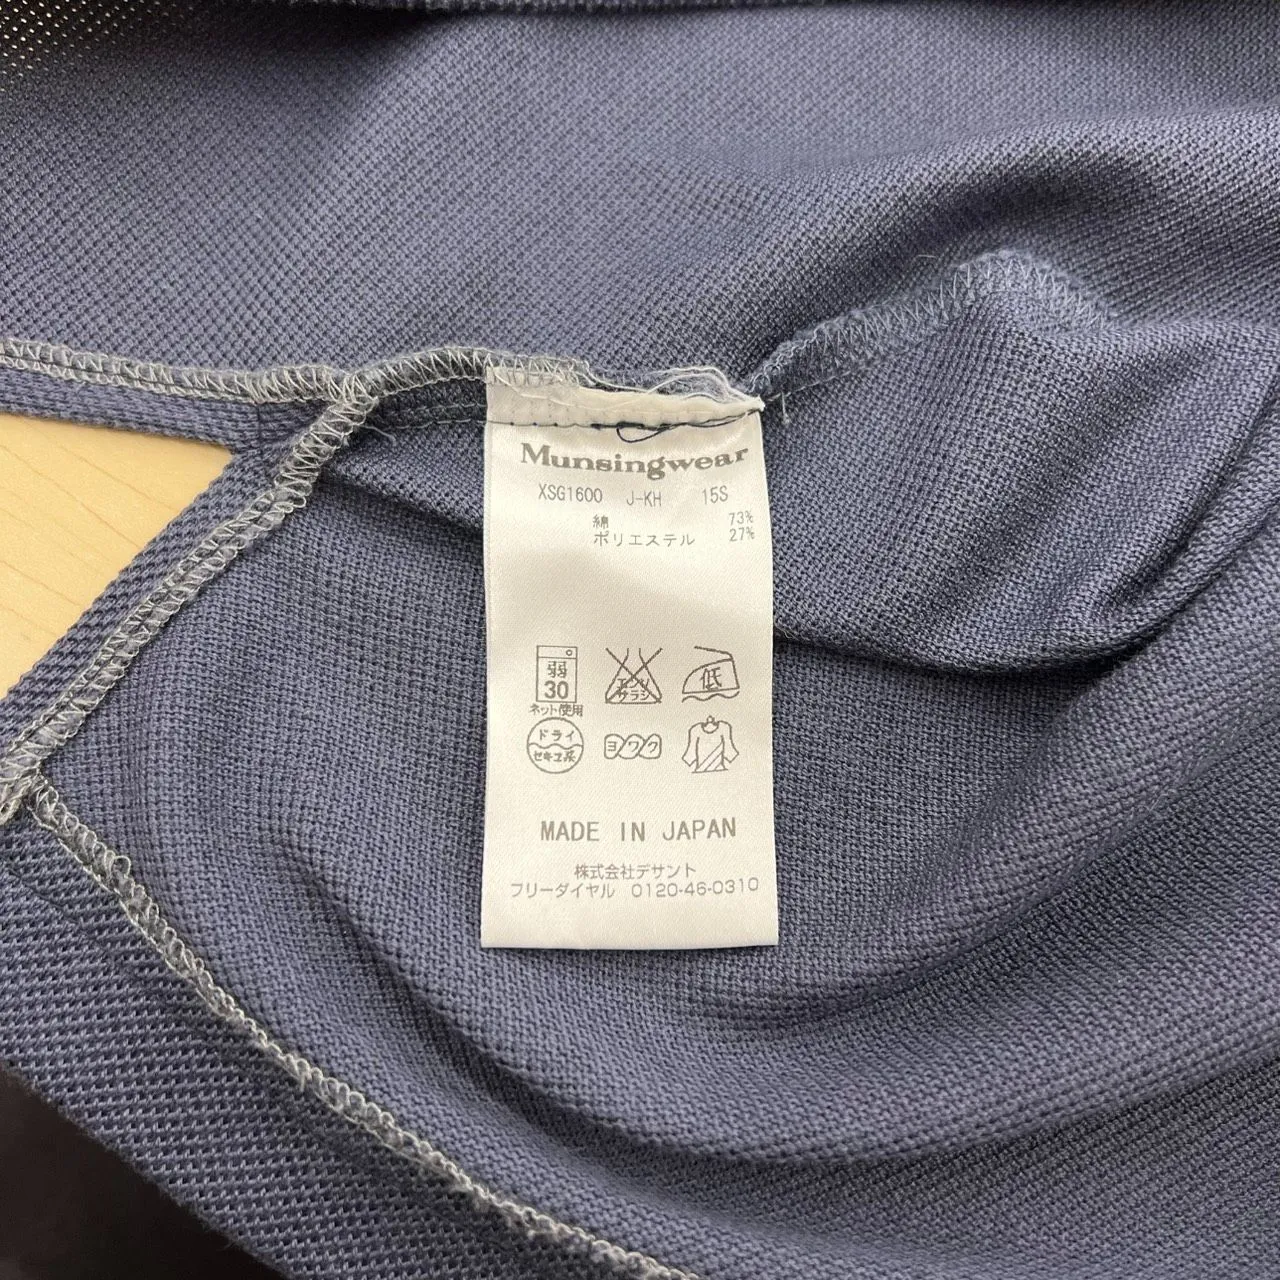 Munsingwear
XSG1600 J-KH 15S
綿 73%
ポリエステル 27%
弱
30
ネット使用
エンソ
サラシ
低
ドライ
セキユ系
ヨワク
MADE IN JAPAN
株式会社デサント
フリーダイヤル 0120-46-0310